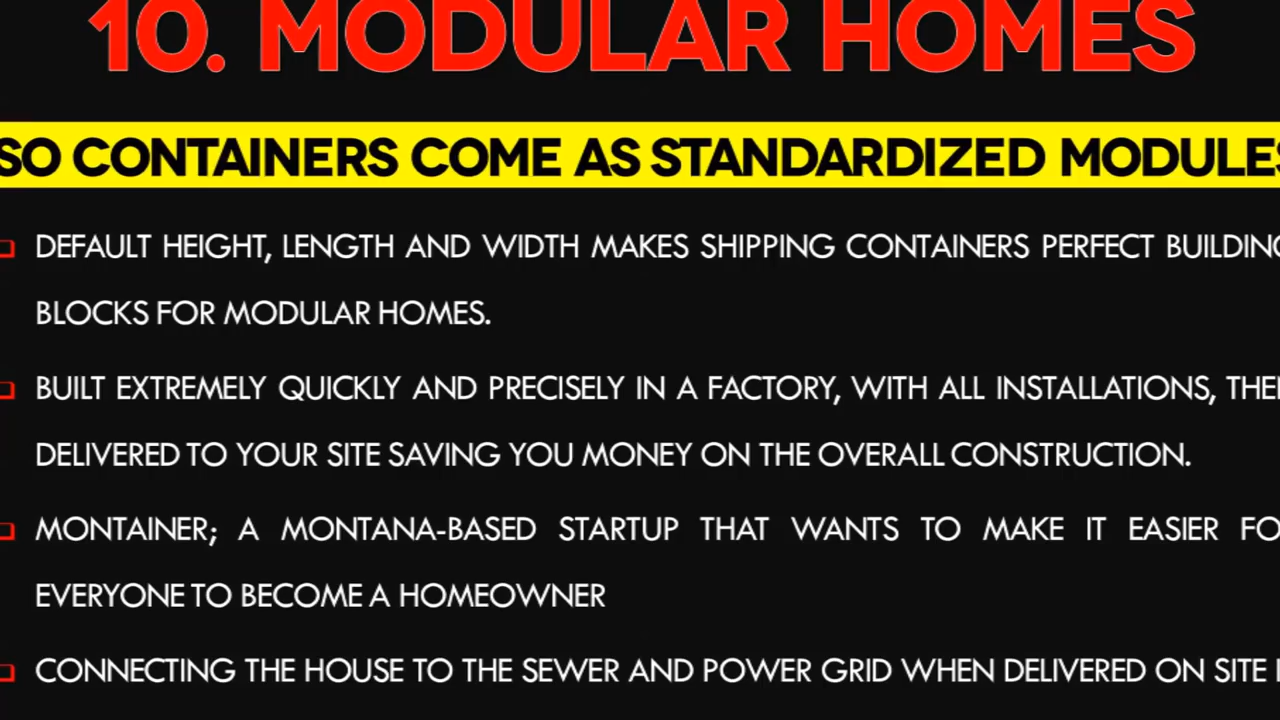 10. MODULAR HOMES
SO CONTAINERS COME AS STANDARDIZED MODULES
DEFAULT HEIGHT, LENGTH AND WIDTH MAKES SHIPPING CONTAINERS PERFECT BUILDING
BLOCKS FOR MODULAR HOMES.
BUILT EXTREMELY QUICKLY AND PRECISELY IN A FACTORY, WITH ALL INSTALLATIONS, THEN
DELIVERED TO YOUR SITE SAVING YOU MONEY ON THE OVERALL CONSTRUCTION.
MONTAINER; A MONTANA-BASED STARTUP THAT WANTS TO MAKE IT EASIER FO
EVERYONE TO BECOME A HOMEOWNER
CONNECTING THE HOUSE TO THE SEWER AND POWER GRID WHEN DELIVERED ON SITE